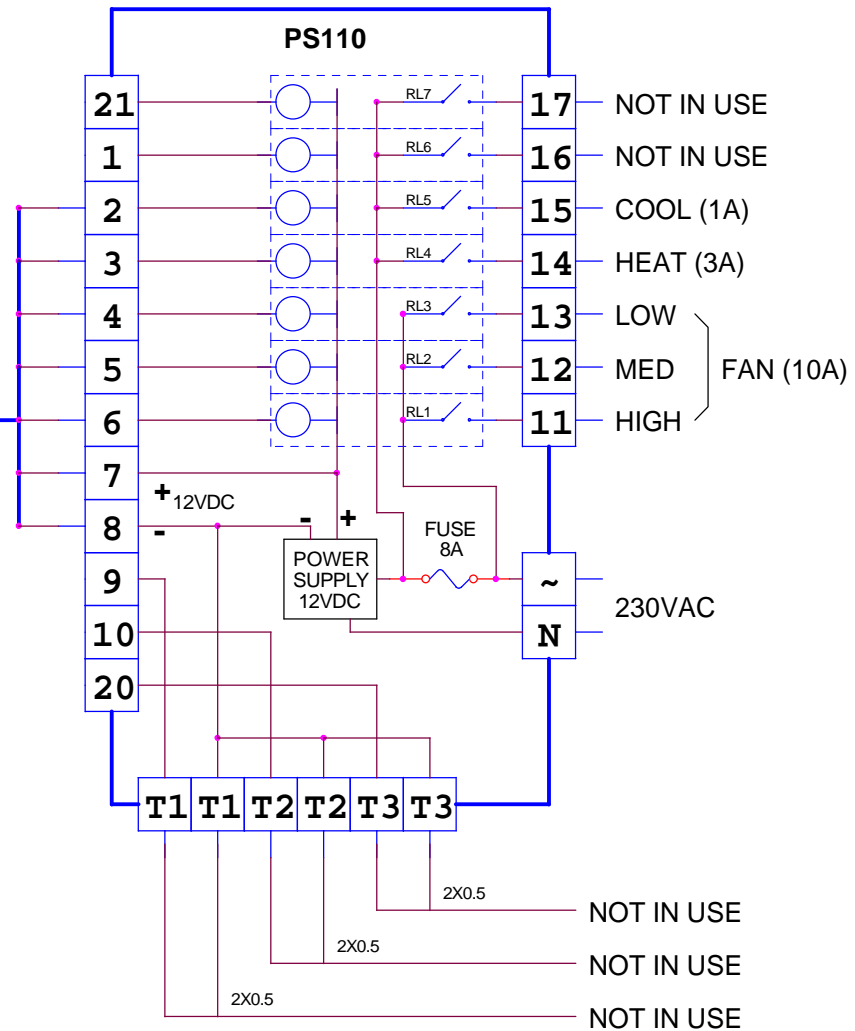 PS110
21 RL7 17 NOT IN USE
1 RL6 16 NOT IN USE
2 RL5 15 COOL (1A)
3 RL4 14 HEAT (3A)
4 RL3 13 LOW
5 RL2 12 MED FAN (10A)
6 RL1 11 HIGH
7
+ 12VDC
8 - - + FUSE
8A
9 POWER
SUPPLY
12VDC
~
230VAC
10 N
20
T1 T1 T2 T2 T3 T3
2X0.5
NOT IN USE
2X0.5
NOT IN USE
2X0.5
NOT IN USE